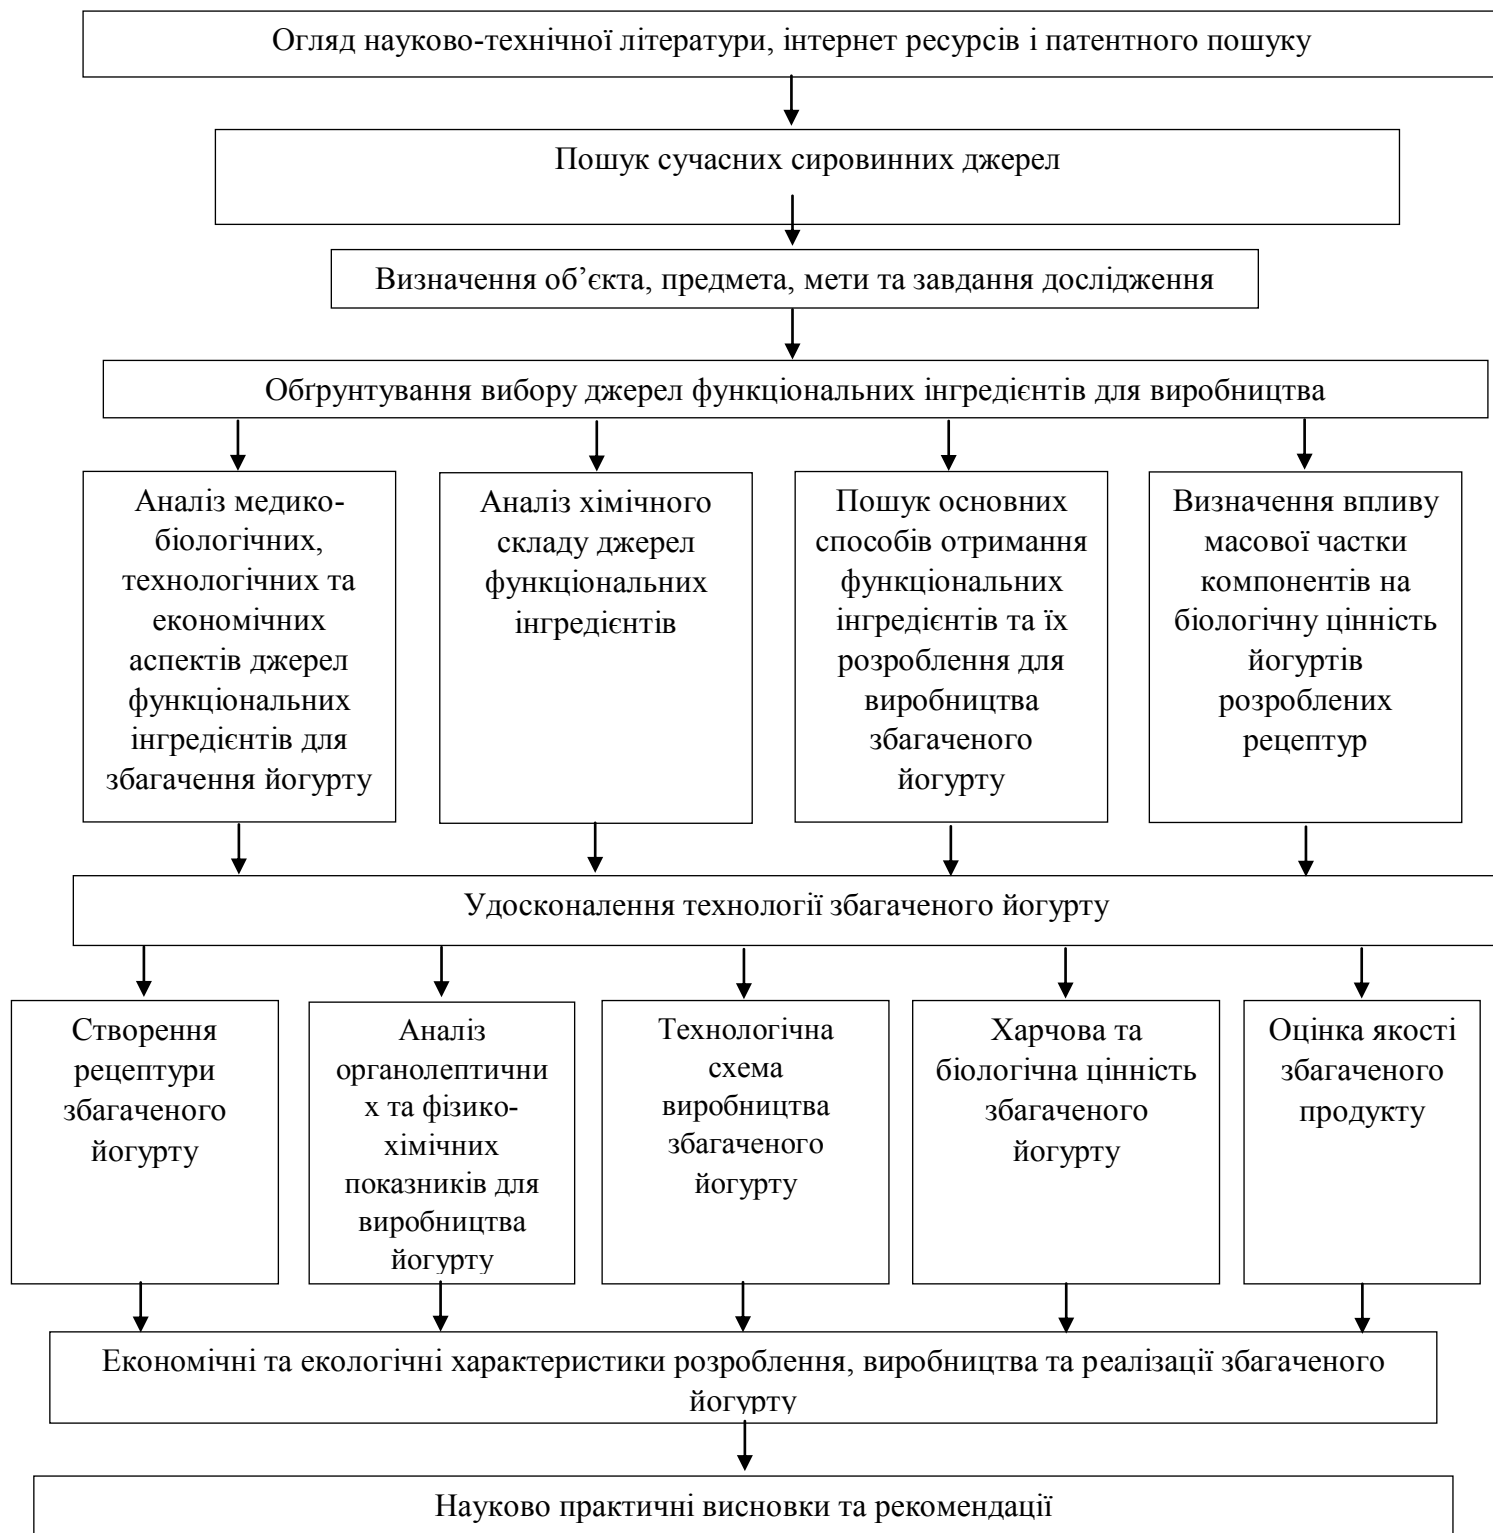 Огляд науково-технічної літератури, інтернет ресурсів і патентного пошуку
Пошук сучасних сировинних джерел
Визначення об’єкта, предмета, мети та завдання дослідження
Обґрунтування вибору джерел функціональних інгредієнтів для виробництва
Аналіз медико-
біологічних,
технологічних та
економічних
аспектів джерел
функціональних
інгредієнтів для
збагачення йогурту
Аналіз хімічного
складу джерел
функціональних
інгредієнтів
Пошук основних
способів отримання
функціональних
інгредієнтів та їх
розроблення для
виробництва
збагаченого
йогурту
Визначення впливу
масової частки
компонентів на
біологічну цінність
йогуртів
розроблених
рецептур
Удосконалення технології збагаченого йогурту
Створення
рецептури
збагаченого
йогурту
Аналіз
органолептични
х та фізико-
хімічних
показників для
виробництва
йогурту
Технологічна
схема
виробництва
збагаченого
йогурту
Харчова та
біологічна цінність
збагаченого
йогурту
Оцінка якості
збагаченого
продукту
Економічні та екологічні характеристики розроблення, виробництва та реалізації збагаченого
йогурту
Науково практичні висновки та рекомендації